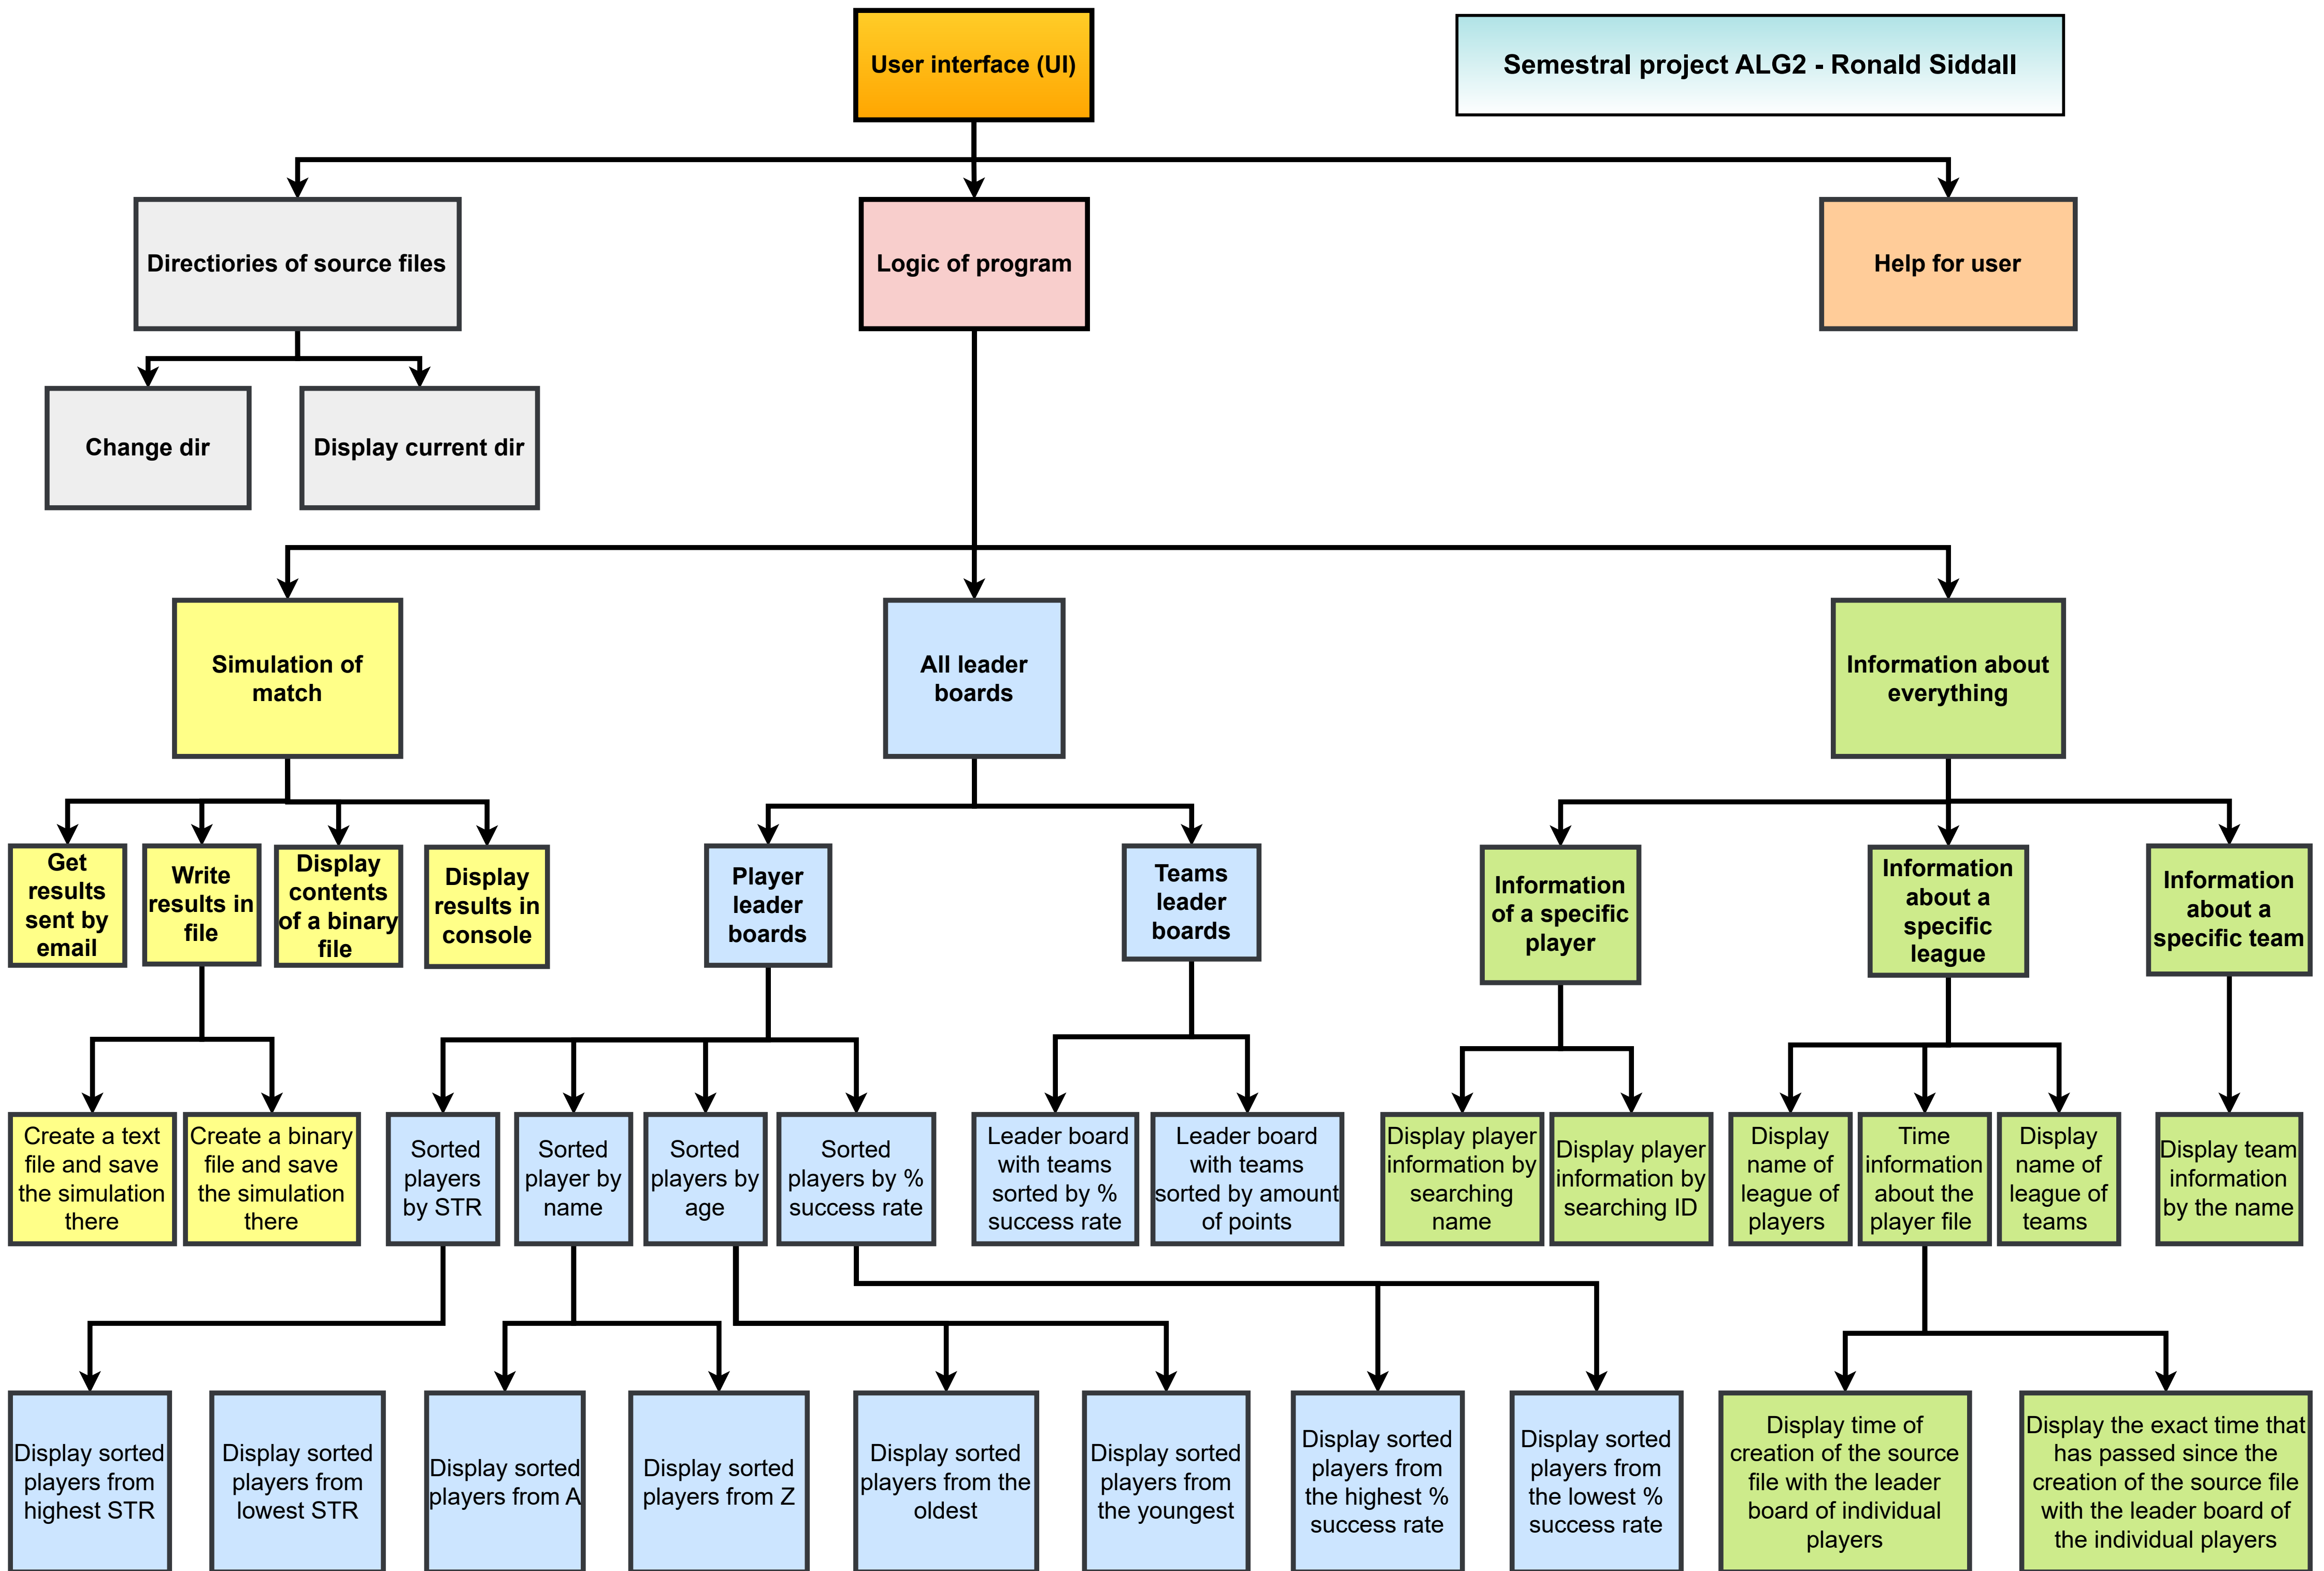 User interface (UI)
Semestral project ALG2 - Ronald Siddall
Directiories of source files
Logic of program
Help for user
Change dir
Display current dir
Simulation of
match
All leader
boards
Information about
everything
Get
results
sent by
email
Write
results in
file
Display
contents
of a binary
file
Display
results in
console
Player
leader
boards
Teams
leader
boards
Information
of a specific
player
Information
about a
specific
league
Information
about a
specific team
Create a text
file and save
the simulation
there
Create a binary
file and save
the simulation
there
Sorted
players
by STR
Sorted
player by
name
Sorted
players by
age
Sorted
players by %
success rate
Leader board
with teams
sorted by %
success rate
Leader board
with teams
sorted by amount
of points
Display player
information by
searching
name
Display player
information by
searching ID
Display
name of
league of
players
Time
information
about the
player file
Display
name of
league of
teams
Display team
information
by the name
Display sorted
players from
highest STR
Display sorted
players from
lowest STR
Display sorted
players from A
Display sorted
players from Z
Display sorted
players from the
oldest
Display sorted
players from
the youngest
Display sorted
players from
the highest %
success rate
Display sorted
players from
the lowest %
success rate
Display time of
creation of the source
file with the leader
board of individual
players
Display the exact time that
has passed since the
creation of the source file
with the leader board of
the individual players